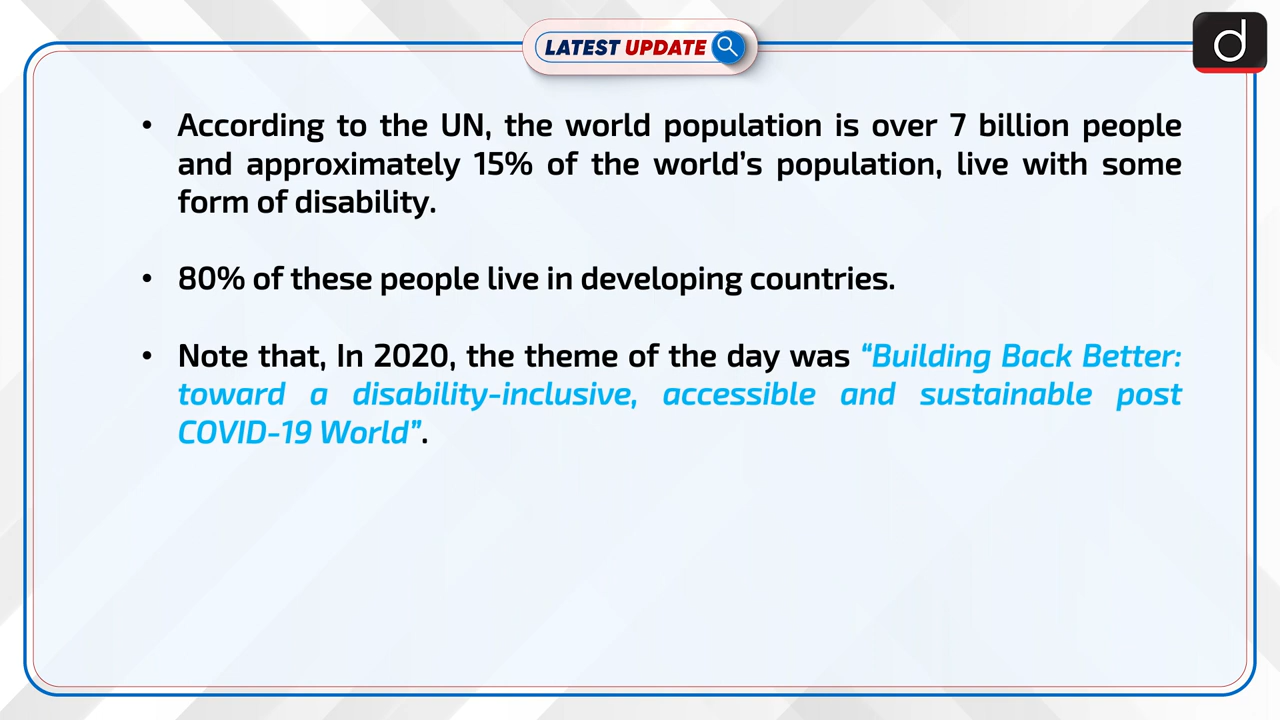 LATEST UPDATE
d
• According to the UN, the world population is over 7 billion people
and approximately 15% of the world’s population, live with some
form of disability.
• 80% of these people live in developing countries.
• Note that, In 2020, the theme of the day was “Building Back Better:
toward a disability-inclusive, accessible and sustainable post
COVID-19 World”.